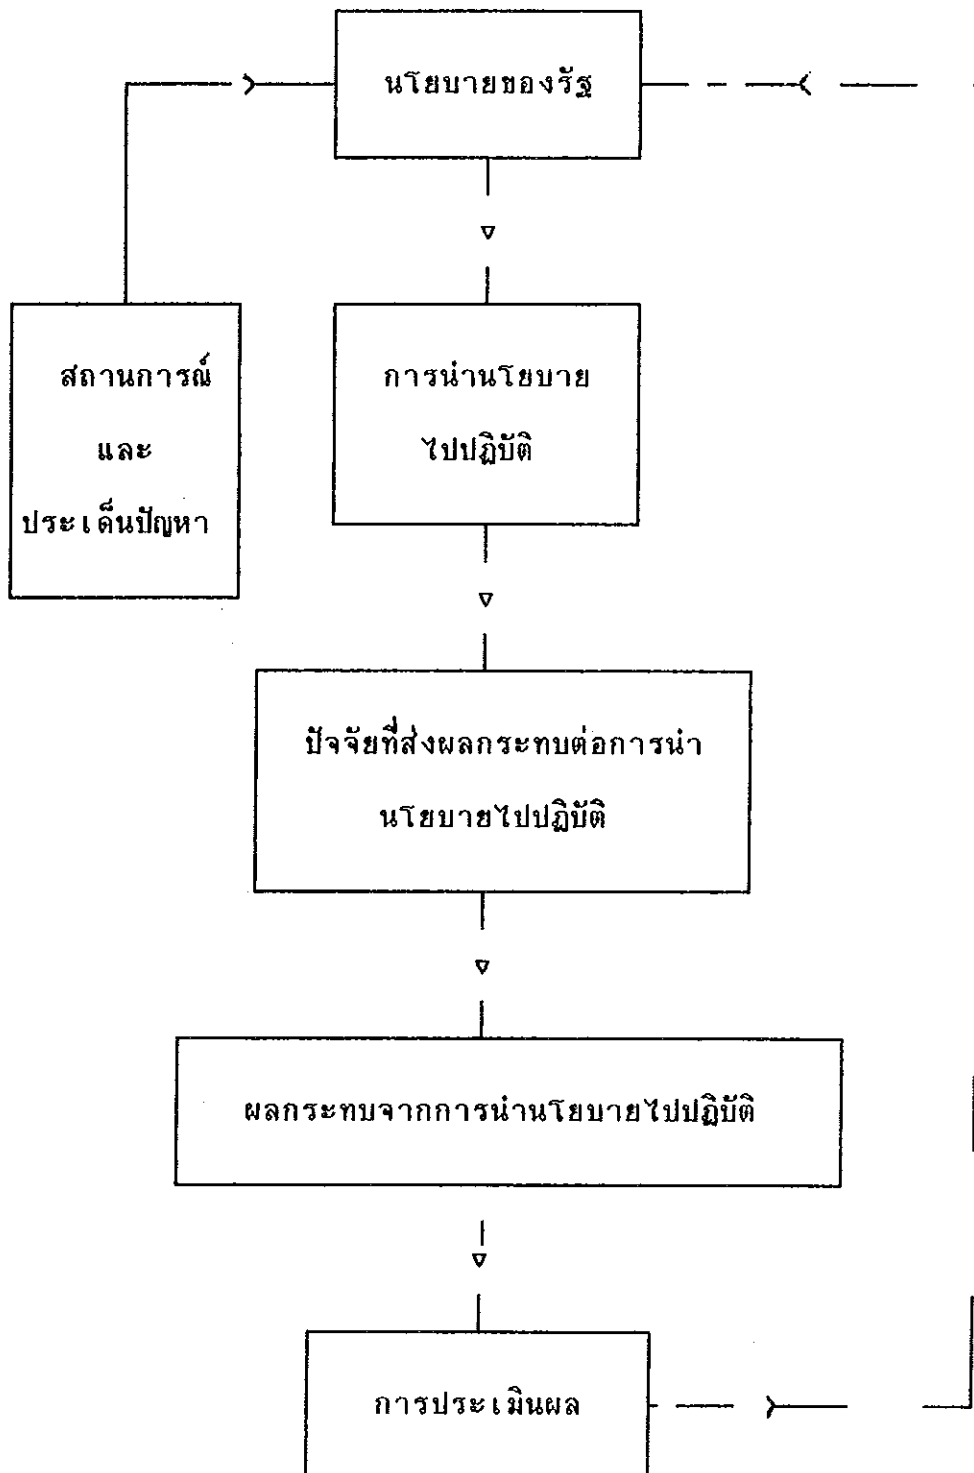 นโยบายของรัฐ
สถานการณ์
และ
ประเด็นปัญหา
การนำนโยบาย
ไปปฏิบัติ
ปัจจัยที่ส่งผลกระทบต่อการนำ
นโยบายไปปฏิบัติ
ผลกระทบจากการนำนโยบายไปปฏิบัติ
การประเมินผล